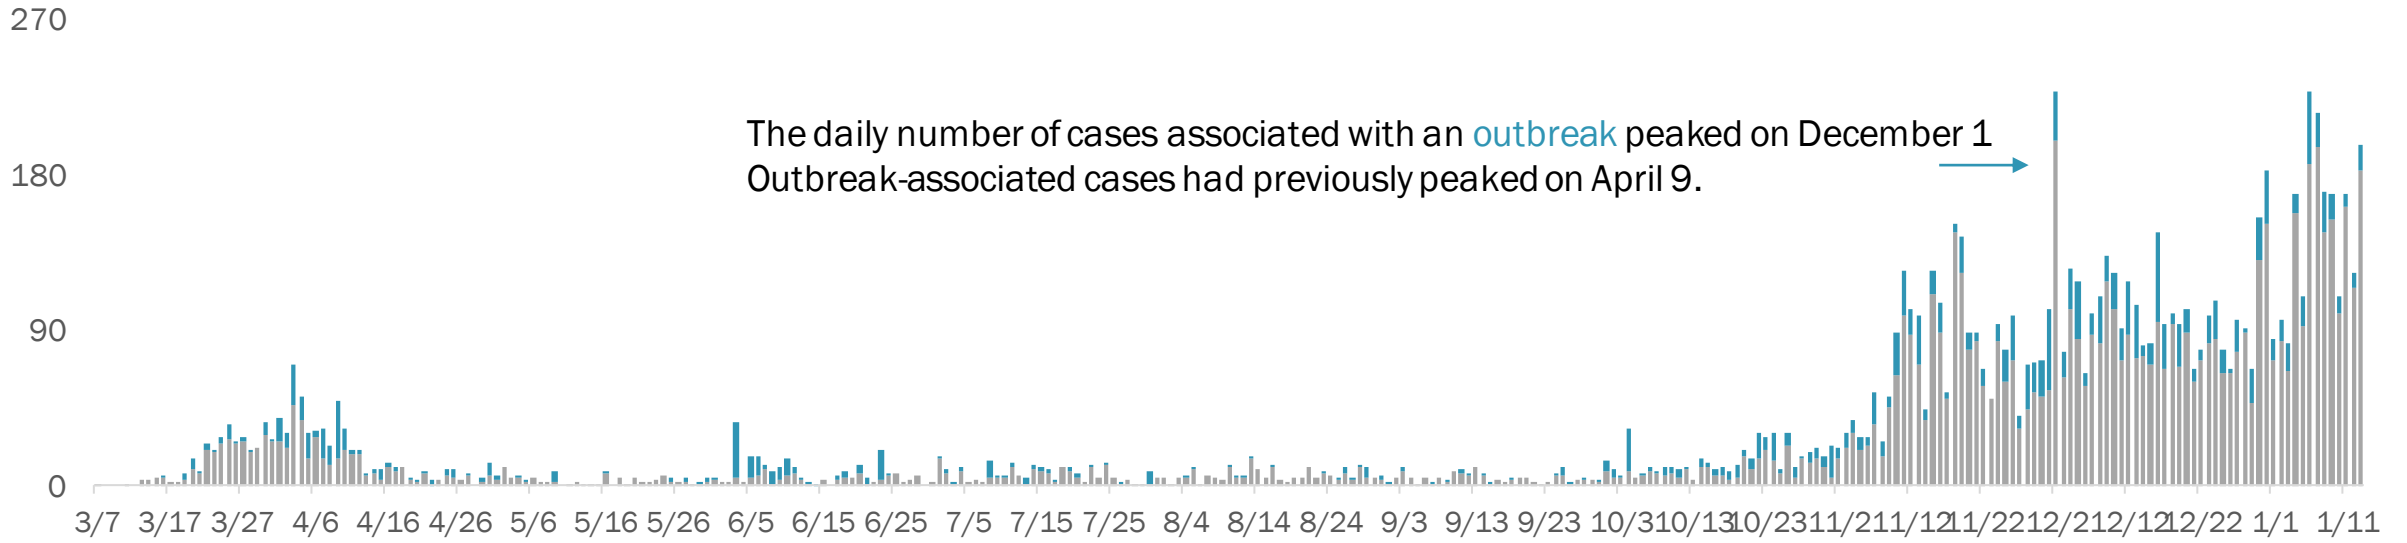 270
The daily number of cases associated with an outbreak peaked on December 1
180
Outbreak-associated cases had previously peaked on April 9.
90
0
3/7 3/17 3/27 4/6 4/16 4/26 5/6 5/16 5/26 6/5 6/15 6/25 7/5 7/15 7/25 8/4 8/14 8/24 9/3 9/13 9/23 10/3 10/13 10/23 11/2 11/12 11/22 12/2 12/12 12/22 1/1 1/11